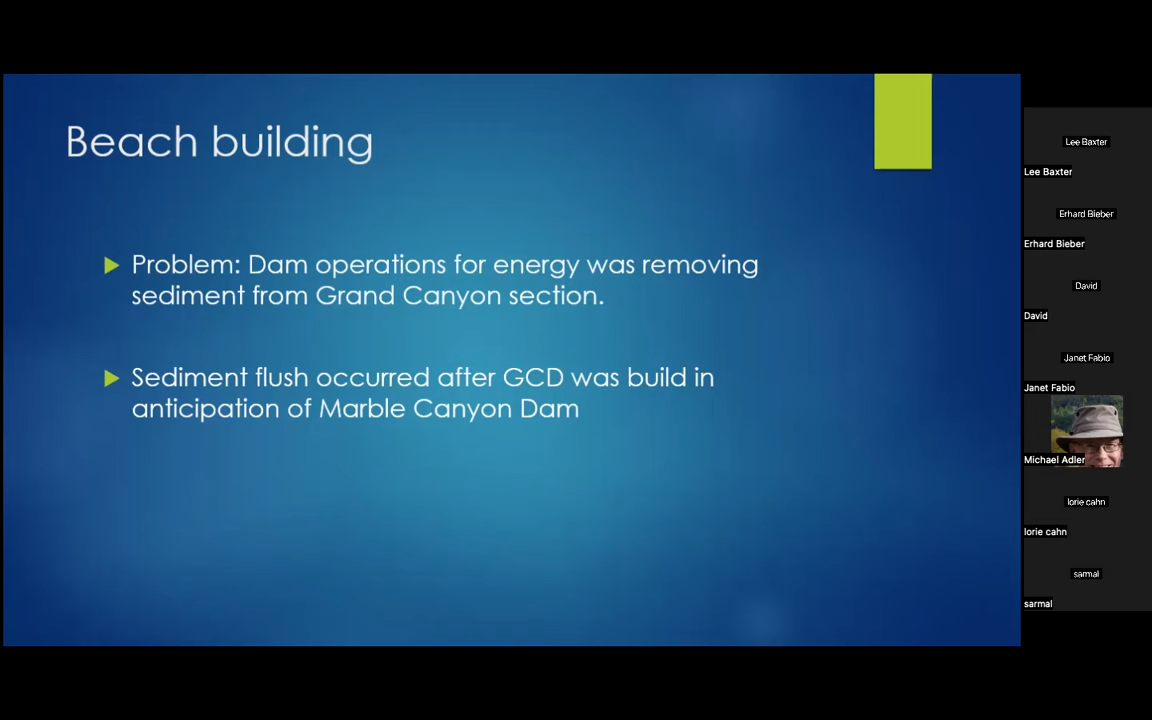 Beach building
Problem: Dam operations for energy was removing
sediment from Grand Canyon section.
Sediment flush occurred after GCD was build in
anticipation of Marble Canyon Dam
Lee Baxter
Lee Baxter
Erhard Bieber
Erhard Bieber
David
David
Janet Fabio
Janet Fabio
Michael Adler
lorie cahn
lorie cahn
sarmal
sarmal